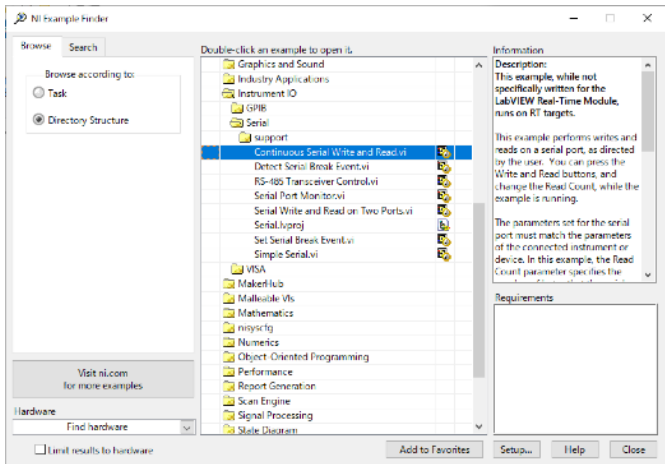 NI Example Finder
Browse
Search
Browse according to:
Task
Directory Structure
Visit ni.com
for more examples
Hardware
Find hardware
Limit results to hardware
Double-click an example to open it.
Graphics and Sound
Industry Applications
Instrument IO
GPIB
Serial
support
Continuous Serial Write and Read.vi
Detect Serial Break Event.vi
RS-485 Transceiver Control.vi
Serial Port Monitor.vi
Serial Write and Read on Two Ports.vi
Serial.lvproj
Set Serial Break Event.vi
Simple Serial.vi
VISA
MakerHub
Malleable VIs
Mathematics
nisyscfg
Numerics
Object-Oriented Programming
Performance
Report Generation
Scan Engine
Signal Processing
State Diagram
Add to Favorites
Information
Description:
This example, while not
specifically written for the
LabVIEW Real-Time Module,
runs on RT targets.
This example performs writes and
reads on a serial port, as directed
by the user. You can press the
Write and Read buttons, and
change the Read Count, while the
example is running.
The parameters set for the serial
port must match the parameters
of the connected instrument or
device. In this example, the Read
Count parameter specifies the
Requirements
Setup...
Help
Close